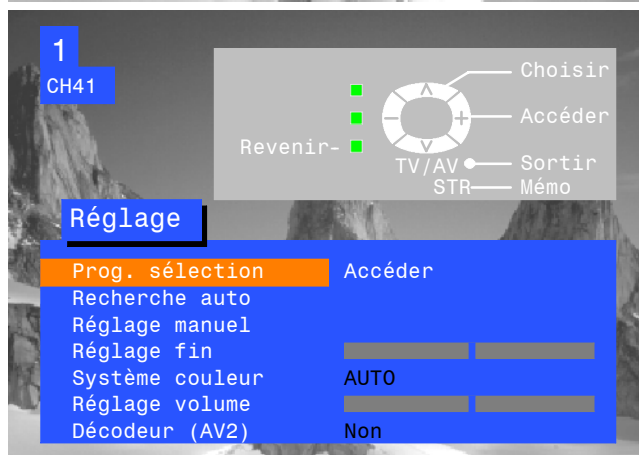 1
CH41
Choisir
Accéder
Revenir-
TV/AV Sortir
STR Mémo
Réglage
Prog. sélection Accéder
Recherche auto
Réglage manuel
Réglage fin
Système couleur AUTO
Réglage volume
Décodeur (AV2) Non